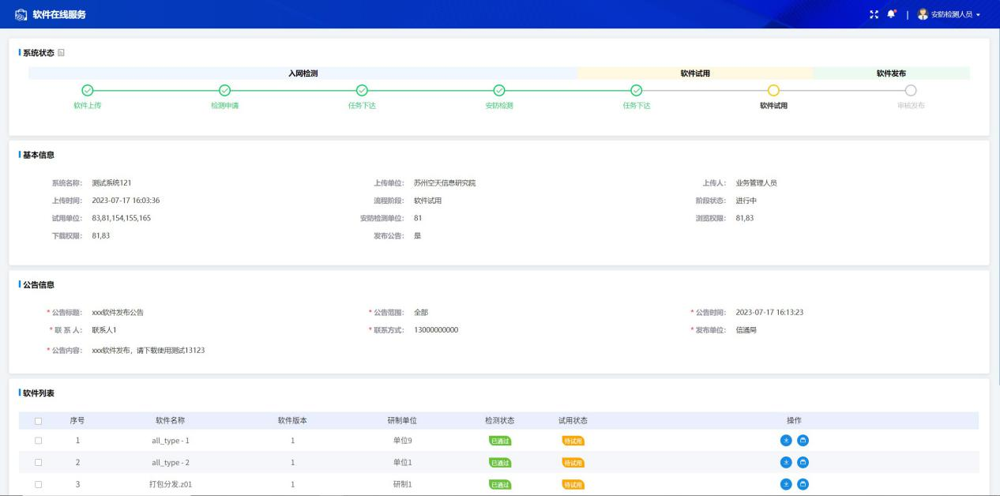 软件在线服务
| 安防检测人员
系统状态
入网检测 软件试用 软件发布
软件上传 检测申请 任务下达 安防检测 任务下达 软件试用 审核发布
基本信息
系统名称: 测试系统121 上传单位: 苏州空天信息研究院 上传人: 业务管理人员
上传时间: 2023-07-17 16:03:36 流程阶段: 软件试用 阶段状态: 进行中
试用单位: 83,81,154,155,165 安防检测单位: 81 浏览权限: 81,83
下载权限: 81,83 发布公告: 是
公告信息
* 公告标题: xxx软件发布公告 * 公告范围: 全部 * 公告时间: 2023-07-17 16:13:23
* 联 系 人: 联系人1 * 联系方式: 13000000000 * 发布单位: 信通局
* 公告内容: xxx软件发布，请下载使用测试13123
软件列表
序号 软件名称 软件版本 研制单位 检测状态 试用状态 操作
1 all_type - 1 1 单位9 已通过 待试用
2 all_type - 2 1 单位1 已通过 待试用
3 打包分发.z01 1 研制1 已通过 待试用